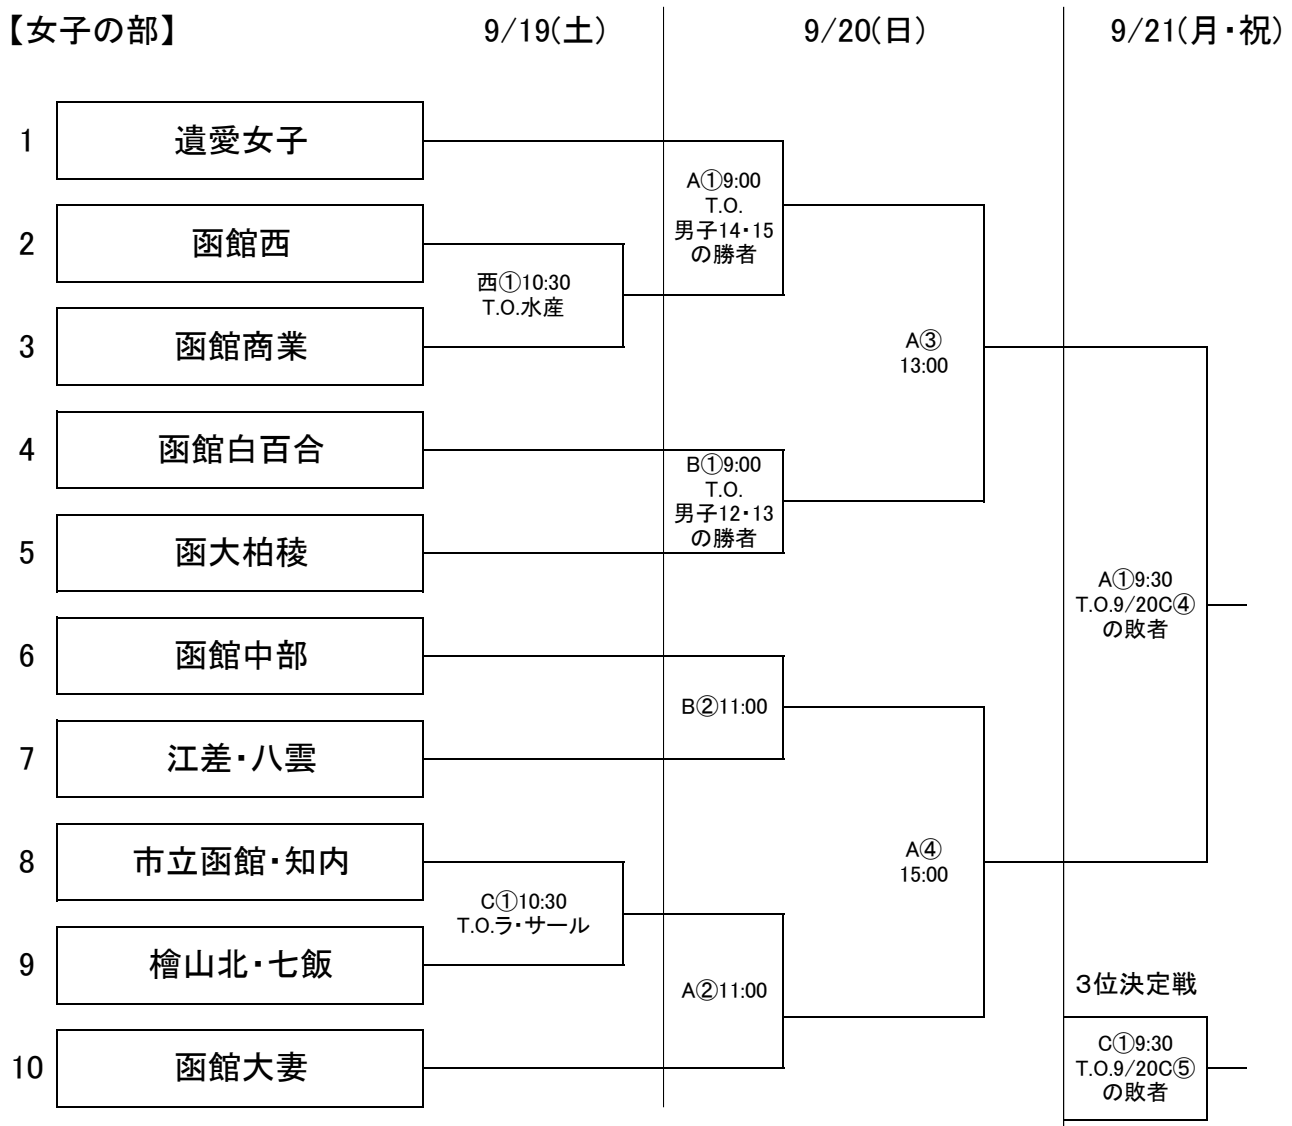 【女子の部】 9/19(土) 9/20(日) 9/21(月・祝)
1 遺愛女子
A①9:00
T.O.
男子14・15
の勝者
2 函館西
西①10:30
T.O.水産
3 函館商業
A③
13:00
4 函館白百合
B①9:00
T.O.
男子12・13
の勝者
5 函大柏稜
A①9:30
T.O.9/20C④
の敗者
6 函館中部
B②11:00
7 江差・八雲
8 市立函館・知内
A④
15:00
C①10:30
T.O.ラ・サール
9 檜山北・七飯
A②11:00
10 函館大妻
３位決定戦
C①9:30
T.O.9/20C⑤
の敗者